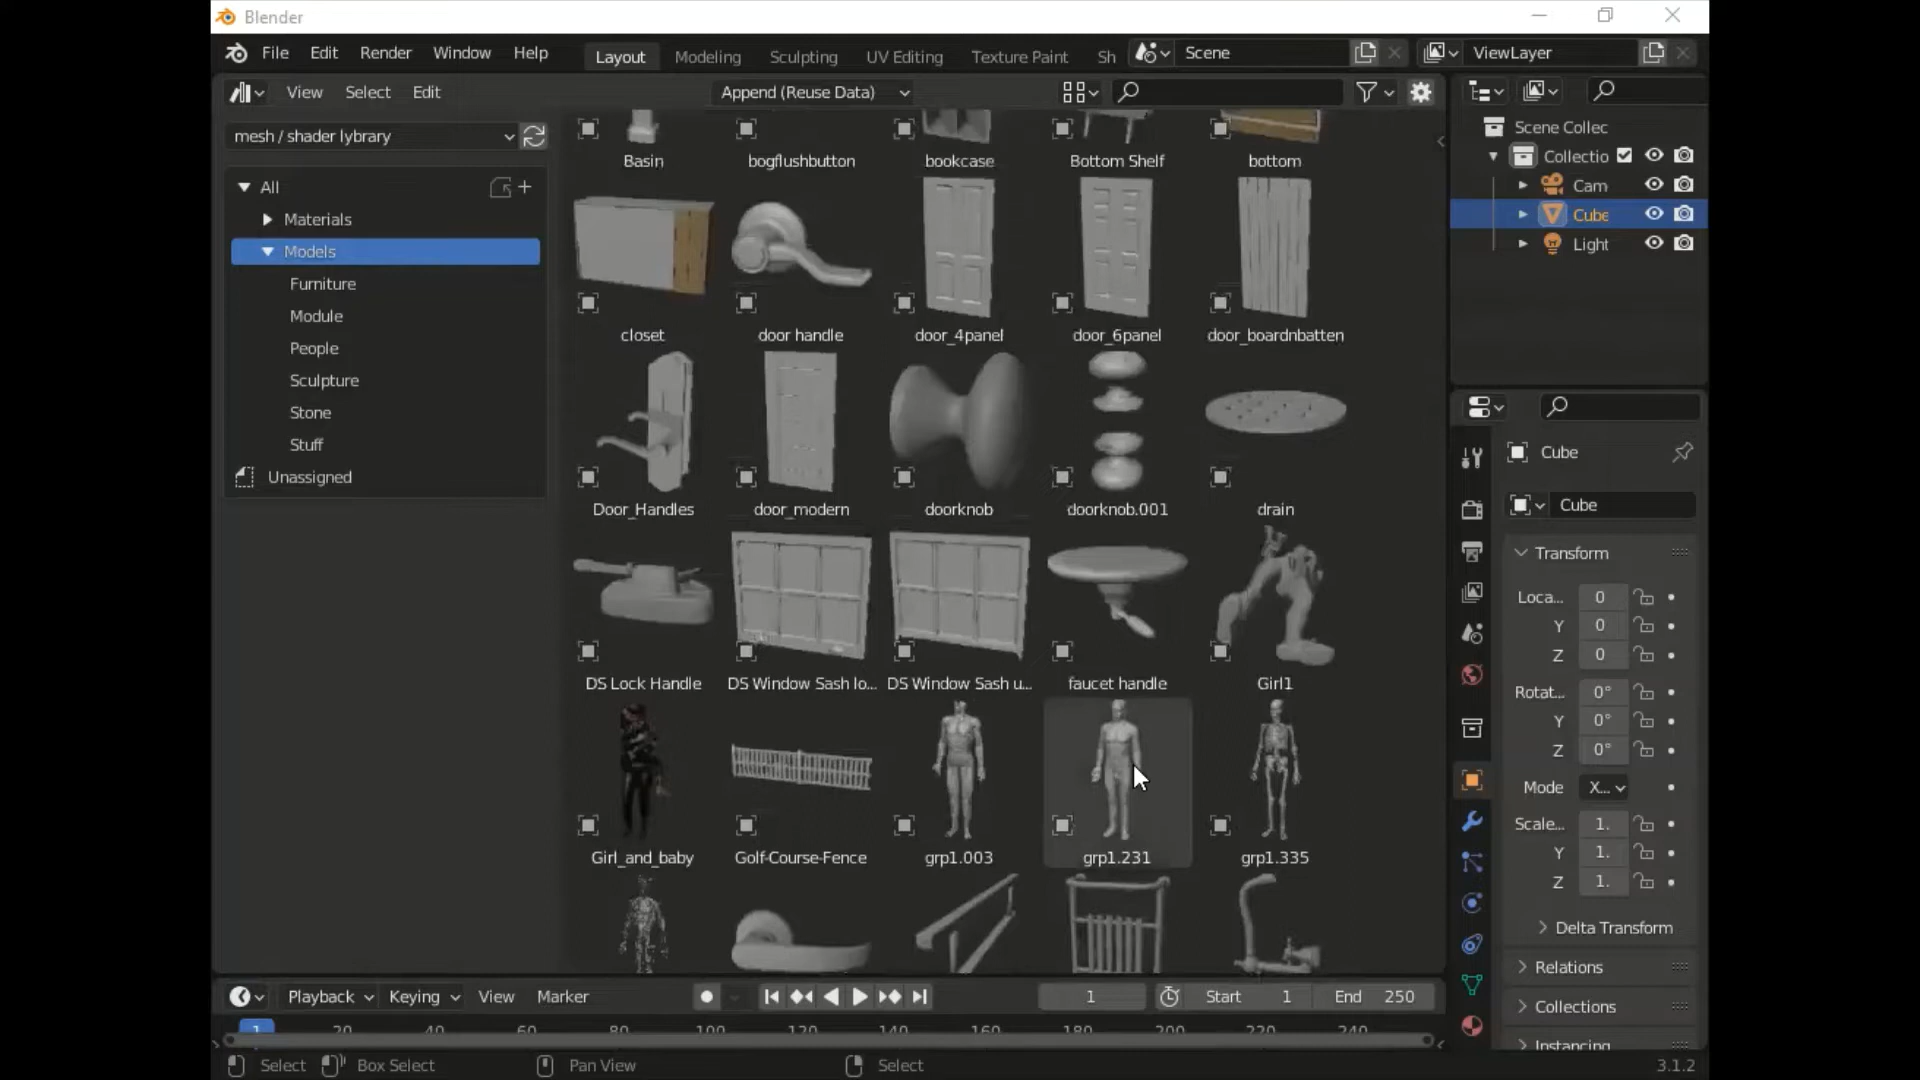 Blender
File Edit Render Window Help Layout Modeling Sculpting UV Editing Texture Paint Sh Scene ViewLayer
View Select Edit Append (Reuse Data)
mesh / shader lybrary
All
Materials
Models
Furniture
Module
People
Sculpture
Stone
Stuff
Unassigned
Basin bogflushbutton bookcase Bottom Shelf bottom
closet door handle door_4panel door_6panel door_boardnbatten
Door_Handles door_modern doorknob doorknob.001 drain
DS Lock Handle DS Window Sash lo... DS Window Sash u... faucet handle Girl1
Girl_and_baby Golf-Course-Fence grp1.003 grp1.231 grp1.335
Scene Collec
Collectio
Cam
Cube
Light
Cube
Cube
Transform
Loca... 0
Y 0
Z 0
Rotat... 0°
Y 0°
Z 0°
Mode X...
Scale... 1.
Y 1.
Z 1.
Delta Transform
Relations
Collections
Instancing
Playback Keying View Marker 1 Start 1 End 250
1 20 40 60 80 100 120 140 160 180 200 220 240
Select Box Select Pan View Select 3.1.2